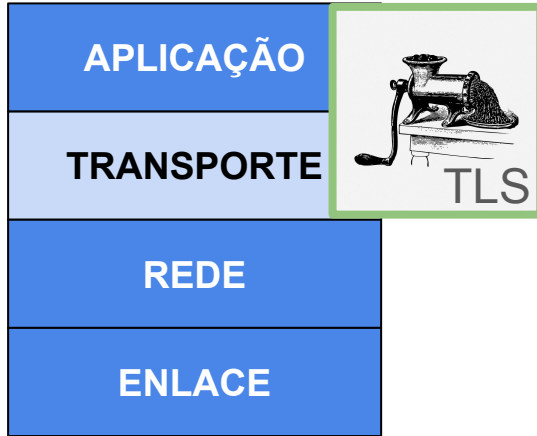 APLICAÇÃO
TRANSPORTE
TLS
REDE
ENLACE